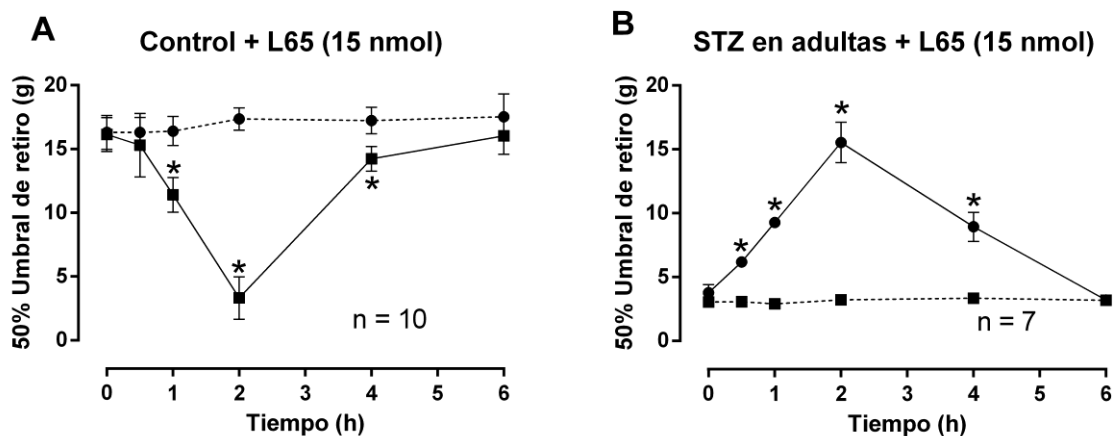 A
Control + L65 (15 nmol)
50% Umbral de retiro (g)
20
15
10
5
0
*
*
*
n = 10
0 1 2 3 4 5 6
Tiempo (h)
B
STZ en adultas + L65 (15 nmol)
50% Umbral de retiro (g)
20
15
10
5
0
*
*
*
*
n = 7
0 1 2 3 4 5 6
Tiempo (h)